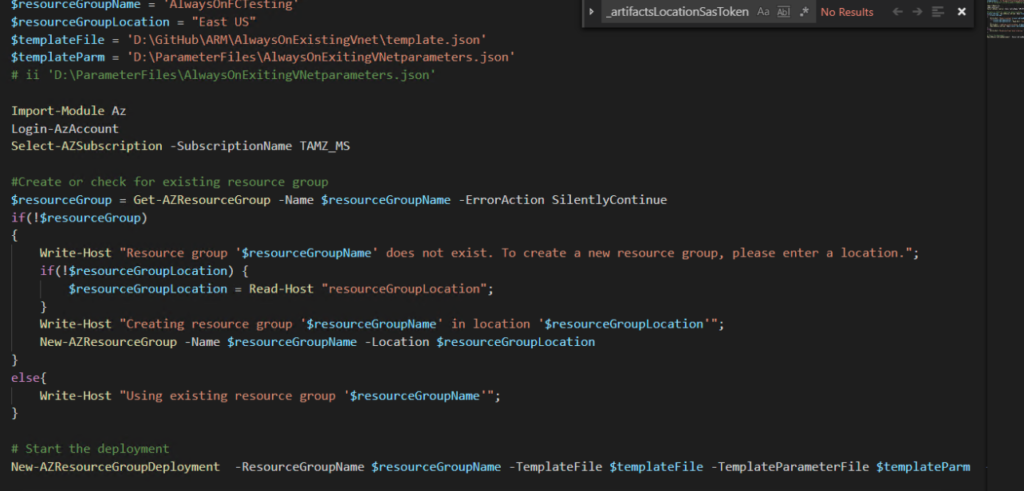 $resourceGroupName = 'AlwaysOnFCTesting'
_artifactsLocationSasToken Aa Ab .* No Results
$resourceGroupLocation = "East US"
$templateFile = 'D:\GitHub\ARM\AlwaysOnExistingVnet\template.json'
$templateParm = 'D:\ParameterFiles\AlwaysOnExitingVNetparameters.json'
# ii 'D:\ParameterFiles\AlwaysOnExitingVNetparameters.json'
Import-Module Az
Login-AzAccount
Select-AZSubscription -SubscriptionName TAMZ_MS
#Create or check for existing resource group
$resourceGroup = Get-AZResourceGroup -Name $resourceGroupName -ErrorAction SilentlyContinue
if(!$resourceGroup)
{
Write-Host "Resource group '$resourceGroupName' does not exist. To create a new resource group, please enter a location.";
if(!$resourceGroupLocation) {
$resourceGroupLocation = Read-Host "resourceGroupLocation";
}
Write-Host "Creating resource group '$resourceGroupName' in location '$resourceGroupLocation'";
New-AZResourceGroup -Name $resourceGroupName -Location $resourceGroupLocation
}
else{
Write-Host "Using existing resource group '$resourceGroupName'";
}
# Start the deployment
New-AZResourceGroupDeployment -ResourceGroupName $resourceGroupName -TemplateFile $templateFile -TemplateParameterFile $templateParm